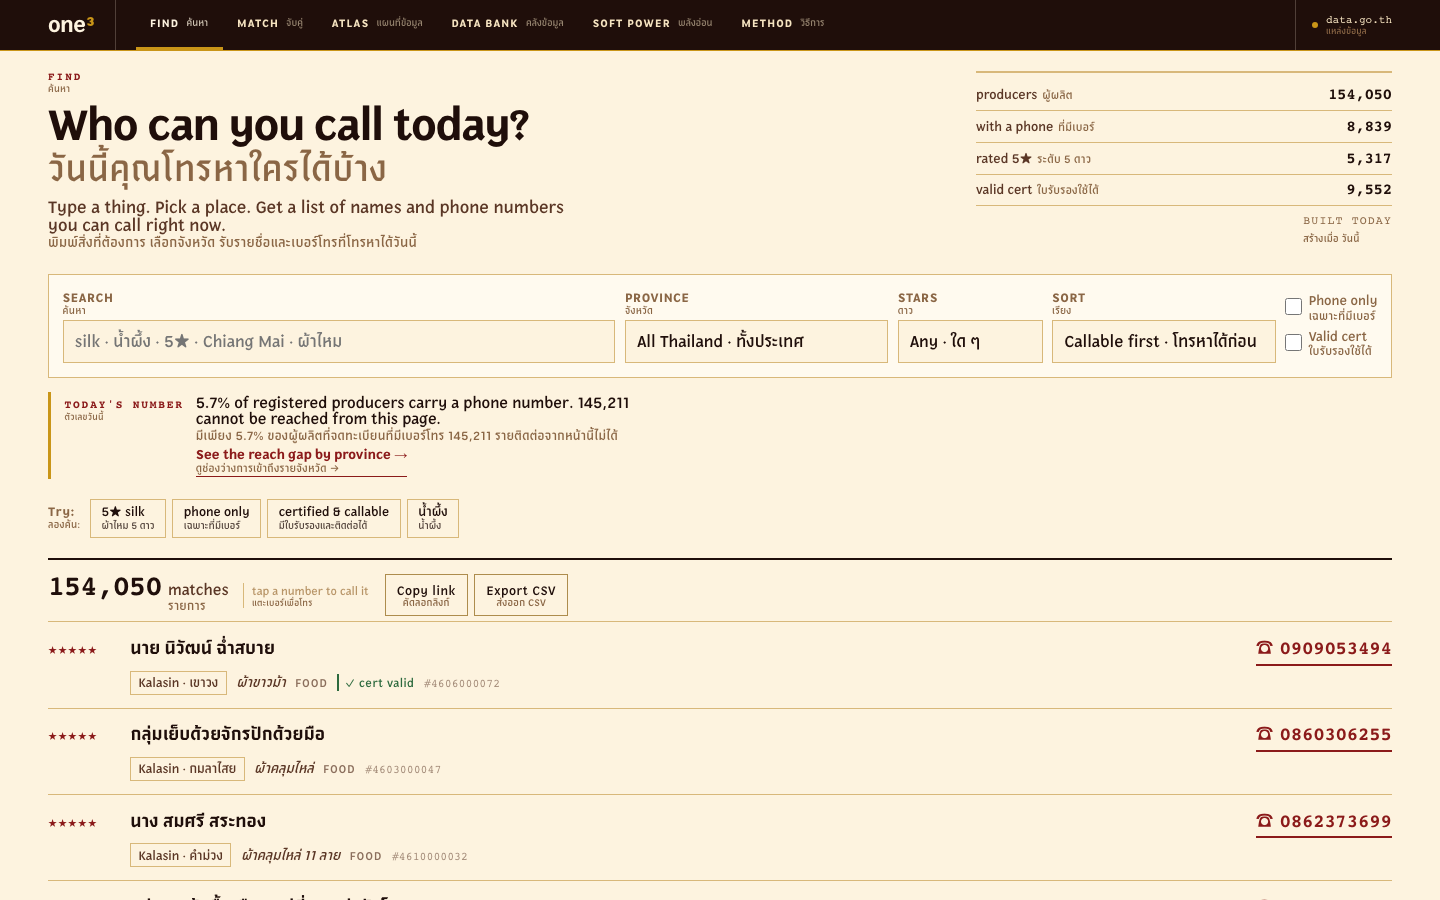 one³
FIND ค้นหา
MATCH จับคู่
ATLAS แผนที่ข้อมูล
DATA BANK คลังข้อมูล
SOFT POWER พลังอ่อน
METHOD วิธีการ
data.go.th
แหล่งข้อมูล
FIND
ค้นหา
Who can you call today?
วันนี้คุณโทรหาใครได้บ้าง
Type a thing. Pick a place. Get a list of names and phone numbers
you can call right now.
พิมพ์สิ่งที่ต้องการ เลือกจังหวัด รับรายชื่อและเบอร์โทรที่โทรหาได้วันนี้
producers ผู้ผลิต 154,050
with a phone ที่มีเบอร์ 8,839
rated 5★ ระดับ 5 ดาว 5,317
valid cert ใบรับรองใช้ได้ 9,552
BUILT TODAY
สร้างเมื่อ วันนี้
SEARCH
ค้นหา
silk · น้ำผึ้ง · 5★ · Chiang Mai · ผ้าไหม
PROVINCE
จังหวัด
All Thailand · ทั้งประเทศ
STARS
ดาว
Any · ใด ๆ
SORT
เรียง
Callable first · โทรหาได้ก่อน
Phone only
เฉพาะที่มีเบอร์
Valid cert
ใบรับรองใช้ได้
TODAY'S NUMBER
ตัวเลขวันนี้
5.7% of registered producers carry a phone number. 145,211
cannot be reached from this page.
มีเพียง 5.7% ของผู้ผลิตที่จดทะเบียนที่มีเบอร์โทร 145,211 รายติดต่อจากหน้านี้ไม่ได้
See the reach gap by province →
ดูช่องว่างการเข้าถึงรายจังหวัด →
Try:
ลองค้น:
5★ silk
ผ้าไหม 5 ดาว
phone only
เฉพาะที่มีเบอร์
certified & callable
มีใบรับรองและติดต่อได้
น้ำผึ้ง
น้ำผึ้ง
154,050 matches
รายการ
tap a number to call it
แตะเบอร์เพื่อโทร
Copy link
คัดลอกลิงก์
Export CSV
ส่งออก CSV
★★★★★ นาย นิวัฒน์ ฉ่ำสบาย ☎ 0909053494
Kalasin · เขาวง ผ้าขาวม้า FOOD ✓ cert valid #4606000072
★★★★★ กลุ่มเย็บด้วยจักรปักด้วยมือ ☎ 0860306255
Kalasin · กมลาไสย ผ้าคลุมไหล่ FOOD #4603000047
★★★★★ นาง สมศรี สระทอง ☎ 0862373699
Kalasin · คำม่วง ผ้าคลุมไหล่ 11 ลาย FOOD #4610000032